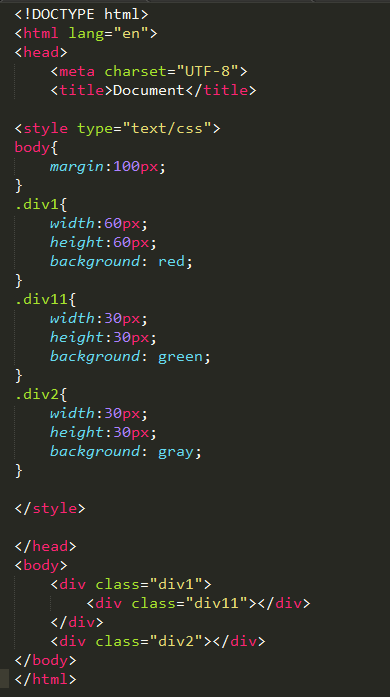 <!DOCTYPE html>
<html lang="en">
<head>
    <meta charset="UTF-8">
    <title>Document</title>

<style type="text/css">
body{
    margin:100px;
}
.div1{
    width:60px;
    height:60px;
    background: red;
}
.div11{
    width:30px;
    height:30px;
    background: green;
}
.div2{
    width:30px;
    height:30px;
    background: gray;
}

</style>

</head>
<body>
    <div class="div1">
        <div class="div11"></div>
    </div>
    <div class="div2"></div>
</body>
</html>